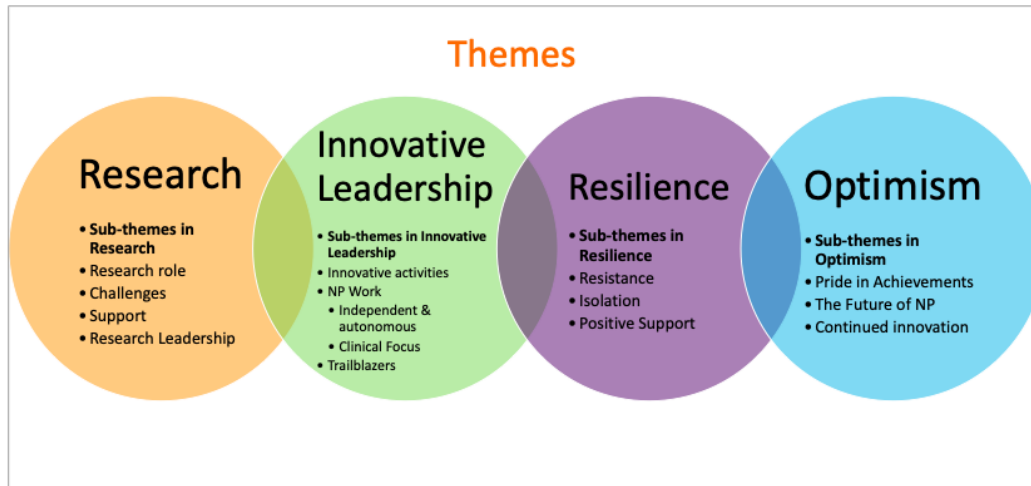 Themes
Research
• Sub-themes in
Research
• Research role
• Challenges
• Support
• Research Leadership
Innovative
Leadership
• Sub-themes in Innovative
Leadership
• Innovative activities
• NP Work
• Independent &
autonomous
• Clinical Focus
• Trailblazers
Resilience
• Sub-themes in
Resilience
• Resistance
• Isolation
• Positive Support
Optimism
• Sub-themes in
Optimism
• Pride in Achievements
• The Future of NP
• Continued innovation